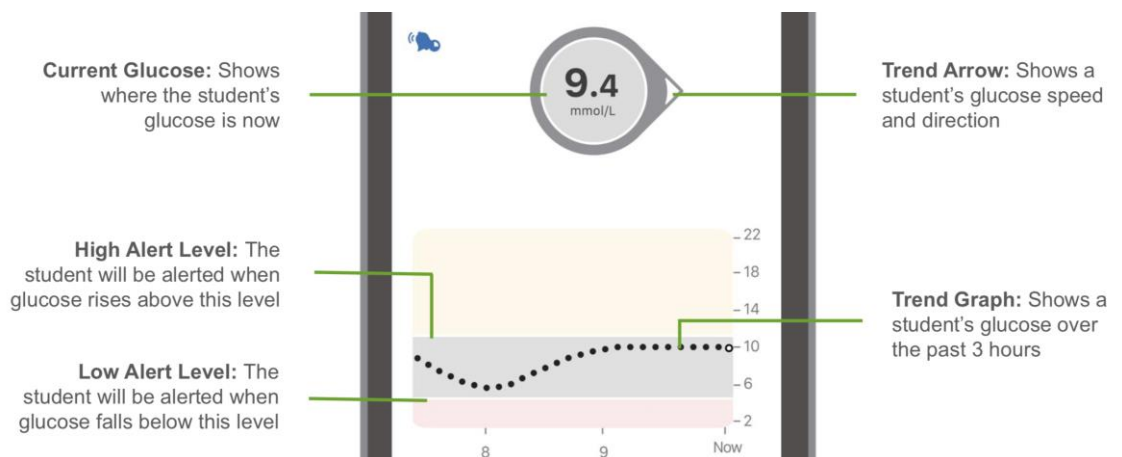 Current Glucose: Shows
where the student's
glucose is now
9.4
mmol/L
Trend Arrow: Shows a
student's glucose speed
and direction
High Alert Level: The
student will be alerted when
glucose rises above this level
Low Alert Level: The
student will be alerted when
glucose falls below this level
22
18
14
10
6
2
8
9
Now
Trend Graph: Shows a
student's glucose over
the past 3 hours